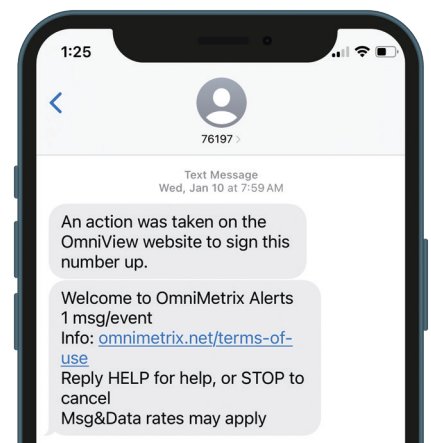 1:25
76197
Text Message
Wed, Jan 10 at 7:59 AM
An action was taken on the
OmniView website to sign this
number up.
Welcome to OmniMetrix Alerts
1 msg/event
Info: omnimetrix.net/terms-of-
use
Reply HELP for help, or STOP to
cancel
Msg&Data rates may apply